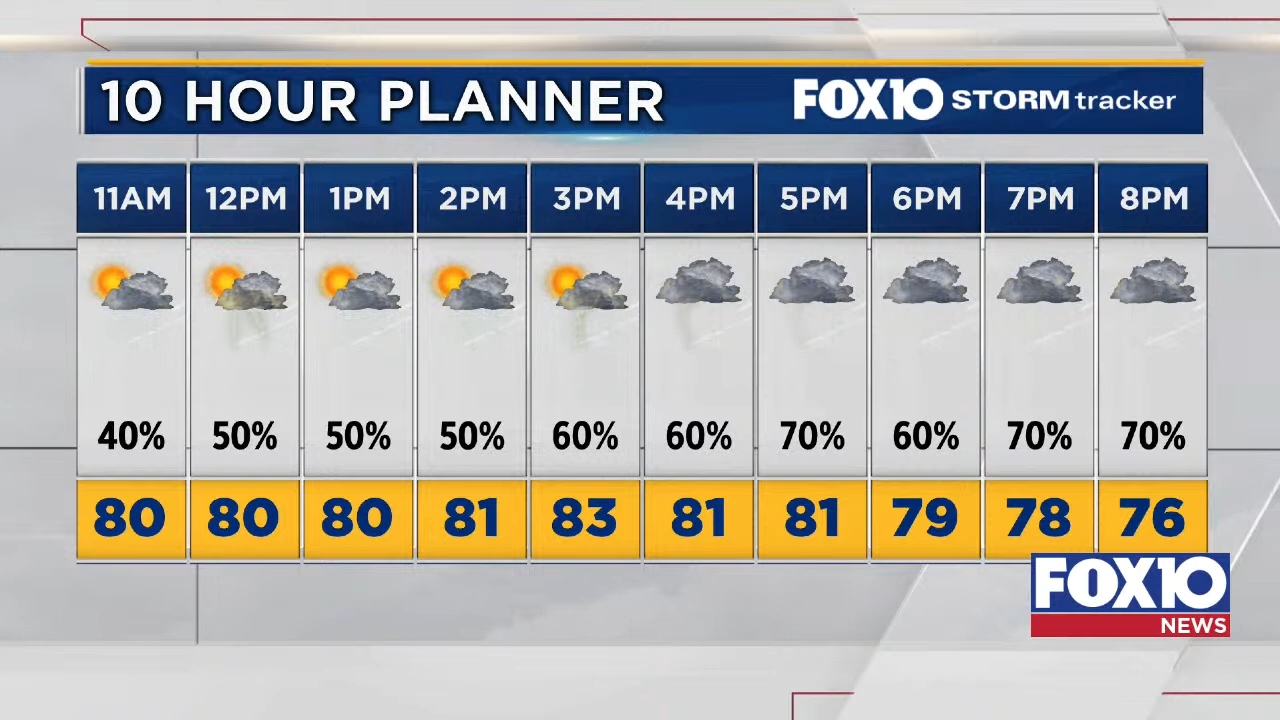 10 HOUR PLANNER
FOX10 STORM tracker
11AM 12PM 1PM 2PM 3PM 4PM 5PM 6PM 7PM 8PM
40% 50% 50% 50% 60% 60% 70% 60% 70% 70%
80 80 80 81 83 81 81 79 78 76
FOX10
NEWS